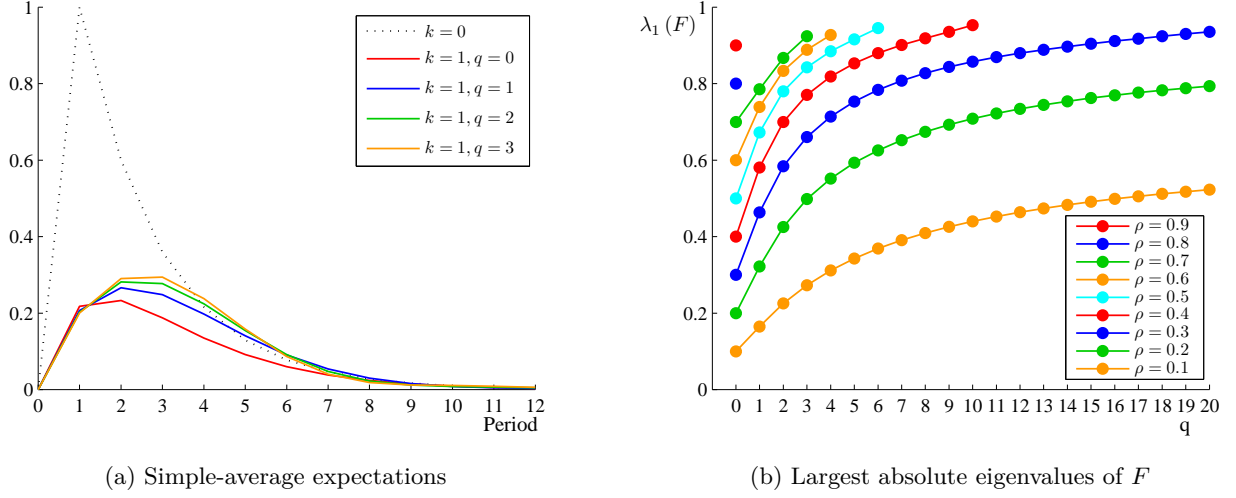 1
0.8
0.6
0.4
0.2
0
0 1 2 3 4 5 6 7 8 9 10 11 12
Period
k = 0
k = 1, q = 0
k = 1, q = 1
k = 1, q = 2
k = 1, q = 3
(a) Simple-average expectations
λ₁ (F)
1
0.8
0.6
0.4
0.2
0
0 1 2 3 4 5 6 7 8 9 10 11 12 13 14 15 16 17 18 19 20
q
ρ = 0.9
ρ = 0.8
ρ = 0.7
ρ = 0.6
ρ = 0.5
ρ = 0.4
ρ = 0.3
ρ = 0.2
ρ = 0.1
(b) Largest absolute eigenvalues of F